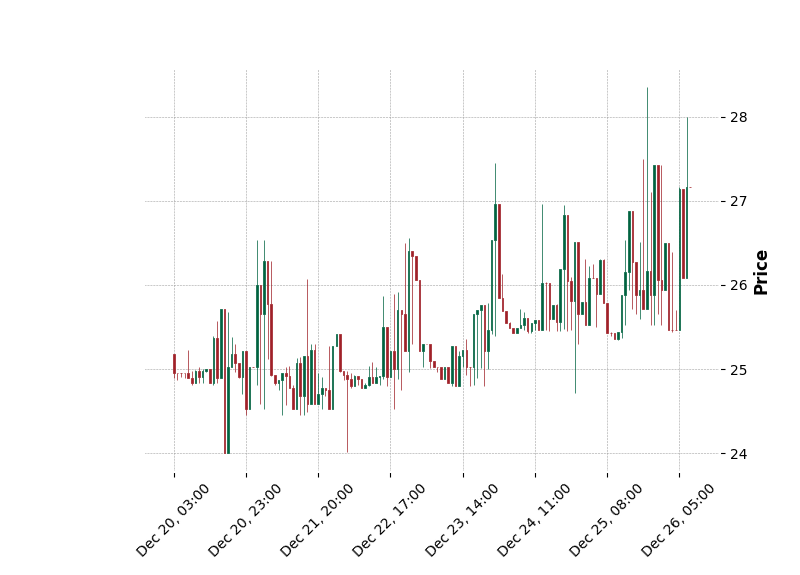 28
27
26
25
24
Price
Dec 20, 03:00
Dec 20, 23:00
Dec 21, 20:00
Dec 22, 17:00
Dec 23, 14:00
Dec 24, 11:00
Dec 25, 08:00
Dec 26, 05:00